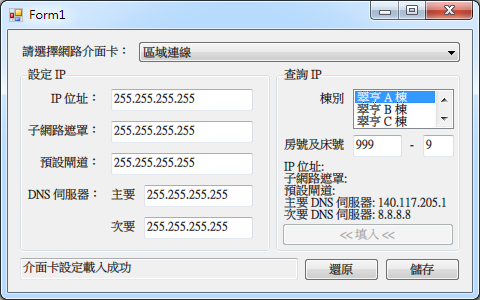 Form1
請選擇網路介面卡： 區域連線
設定 IP
IP 位址： 255.255.255.255
子網路遮罩： 255.255.255.255
預設閘道： 255.255.255.255
DNS 伺服器： 主要 255.255.255.255
次要 255.255.255.255
查詢 IP
棟別 翠亨 A 棟
翠亨 B 棟
翠亨 C 棟
房號及床號 999 - 9
IP 位址:
子網路遮罩:
預設閘道:
主要 DNS 伺服器: 140.117.205.1
次要 DNS 伺服器: 8.8.8.8
<< 填入 <<
介面卡設定載入成功
還原
儲存